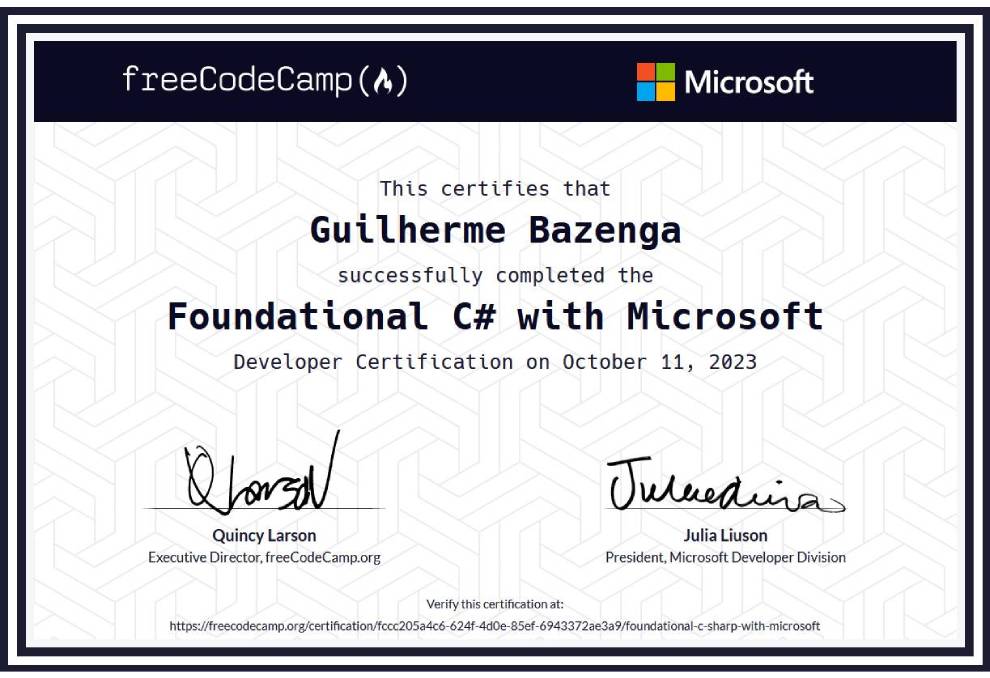 freeCodeCamp(🔥)
Microsoft
This certifies that
Guilherme Bazenga
successfully completed the
Foundational C# with Microsoft
Developer Certification on October 11, 2023
Quincy Larson
Executive Director, freeCodeCamp.org
Julia Liuson
President, Microsoft Developer Division
Verify this certification at:
https://freecodecamp.org/certification/fccc205a4c6-624f-4d0e-85ef-6943372ae3a9/foundational-c-sharp-with-microsoft